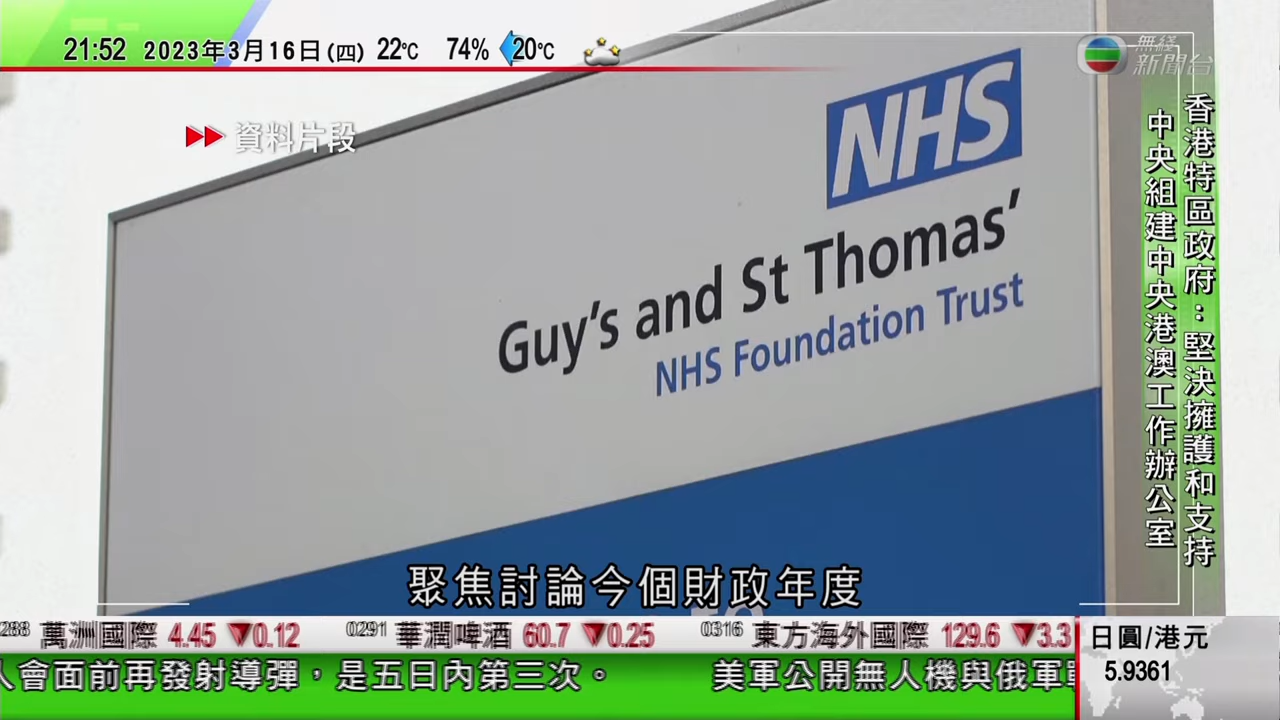 21:52 2023年3月16日(四) 22℃ 74% 20℃
無綫
新聞台
資料片段
NHS
Guy's and St Thomas'
NHS Foundation Trust
香港特區政府：堅決擁護和支持
中央組建中央港澳工作辦公室
聚焦討論今個財政年度
0288 萬洲國際 4.45 ▼0.12 0291 華潤啤酒 60.7 ▼0.25 0316 東方海外國際 129.6 ▼3.3
日圓/港元
5.9361
人會面前再發射導彈，是五日內第三次。 美軍公開無人機與俄軍戰